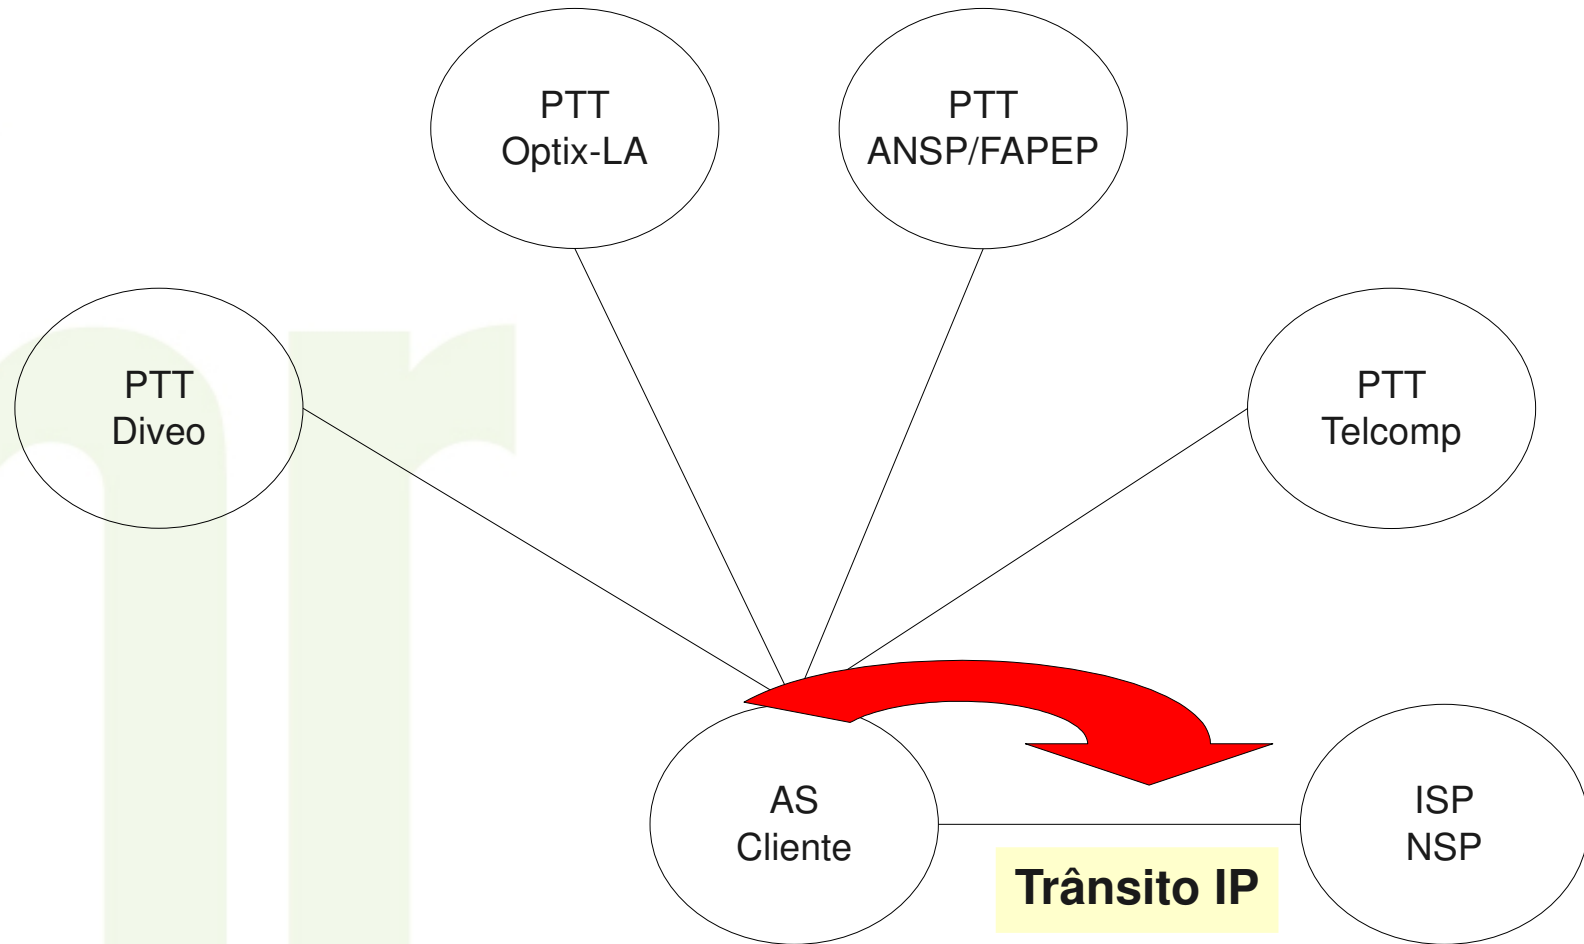 PTT
Optix-LA
PTT
ANSP/FAPEP
PTT
Diveo
PTT
Telcomp
AS
Cliente
ISP
NSP
Trânsito IP